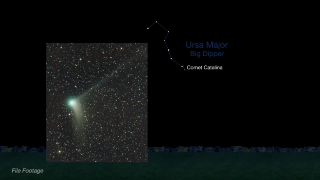 Ursa Major
Big Dipper
Comet Catalina
File Footage